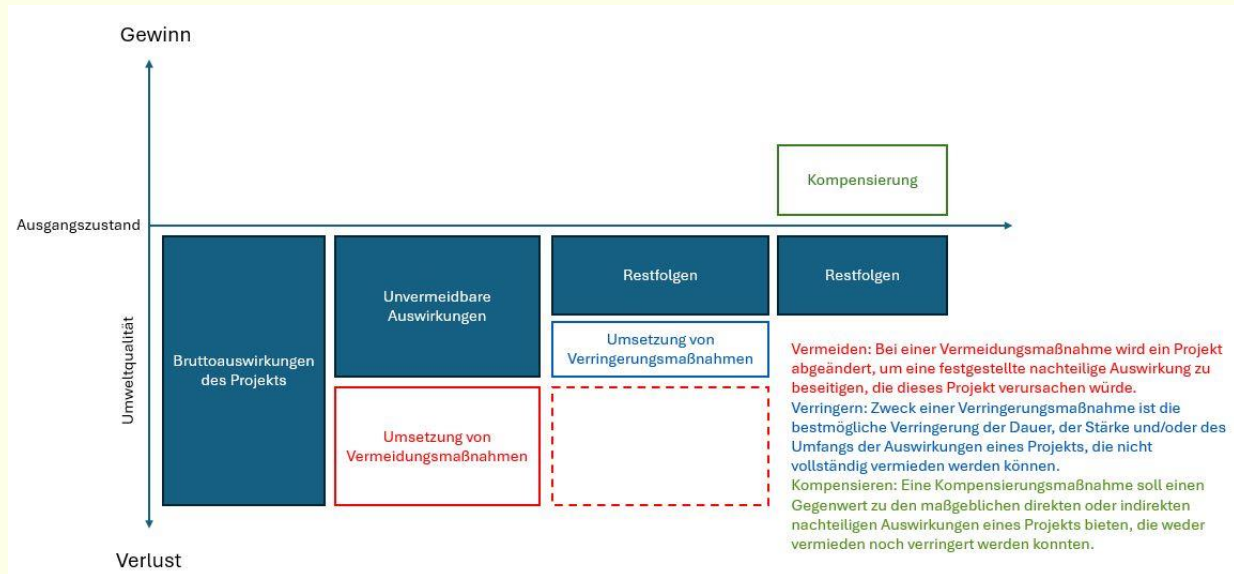 Gewinn
Kompensierung
Ausgangszustand
Umweltqualität
Bruttoauswirkungen
des Projekts
Unvermeidbare
Auswirkungen
Umsetzung von
Vermeidungsmaßnahmen
Restfolgen
Umsetzung von
Verringerungsmaßnahmen
Restfolgen
Vermeiden: Bei einer Vermeidungsmaßnahme wird ein Projekt
abgeändert, um eine festgestellte nachteilige Auswirkung zu
beseitigen, die dieses Projekt verursachen würde.
Verringern: Zweck einer Verringerungsmaßnahme ist die
bestmögliche Verringerung der Dauer, der Stärke und/oder des
Umfangs der Auswirkungen eines Projekts, die nicht
vollständig vermieden werden können.
Kompensieren: Eine Kompensierungsmaßnahme soll einen
Gegenwert zu den maßgeblichen direkten oder indirekten
nachteiligen Auswirkungen eines Projekts bieten, die weder
vermieden noch verringert werden konnten.
Verlust